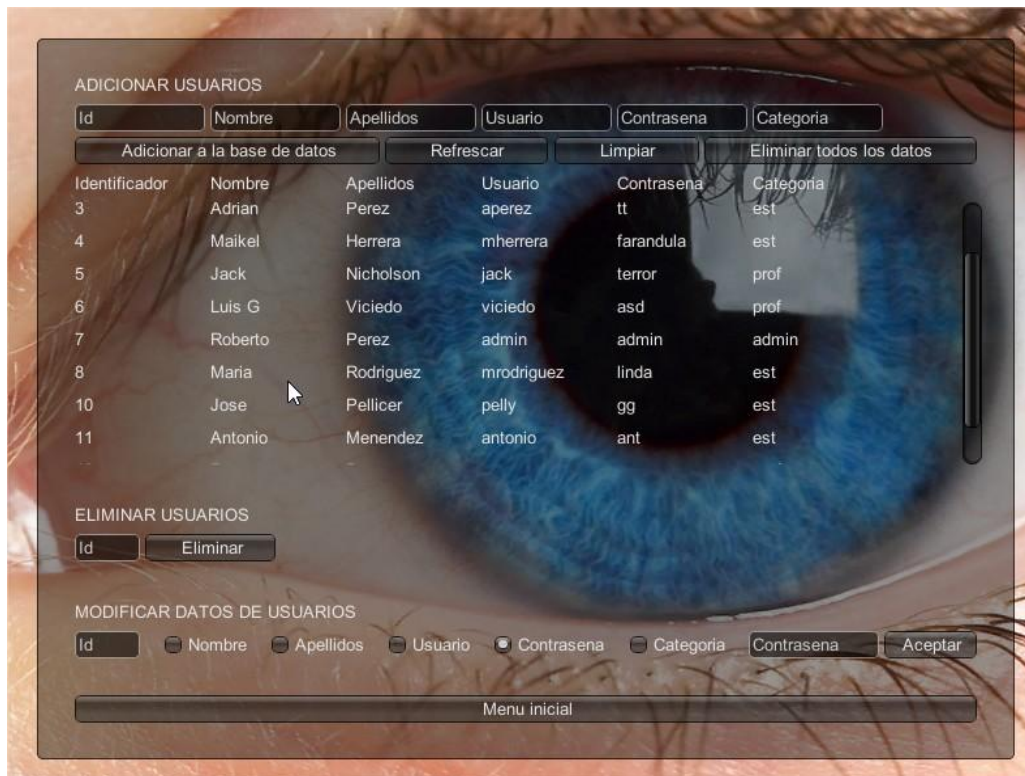 ADICIONAR USUARIOS
Id Nombre Apellidos Usuario Contrasena Categoria
Adicionar a la base de datos Refrescar Limpiar Eliminar todos los datos
Identificador Nombre Apellidos Usuario Contrasena Categoria
3 Adrian Perez aperez tt est
4 Maikel Herrera mherrera farandula est
5 Jack Nicholson jack terror prof
6 Luis G Viciedo viciedo asd prof
7 Roberto Perez admin admin admin
8 Maria Rodriguez mrodriguez linda est
10 Jose Pellicer pelly gg est
11 Antonio Menendez antonio ant est
ELIMINAR USUARIOS
Id Eliminar
MODIFICAR DATOS DE USUARIOS
Id Nombre Apellidos Usuario Contrasena Categoria Contrasena Aceptar
Menu inicial